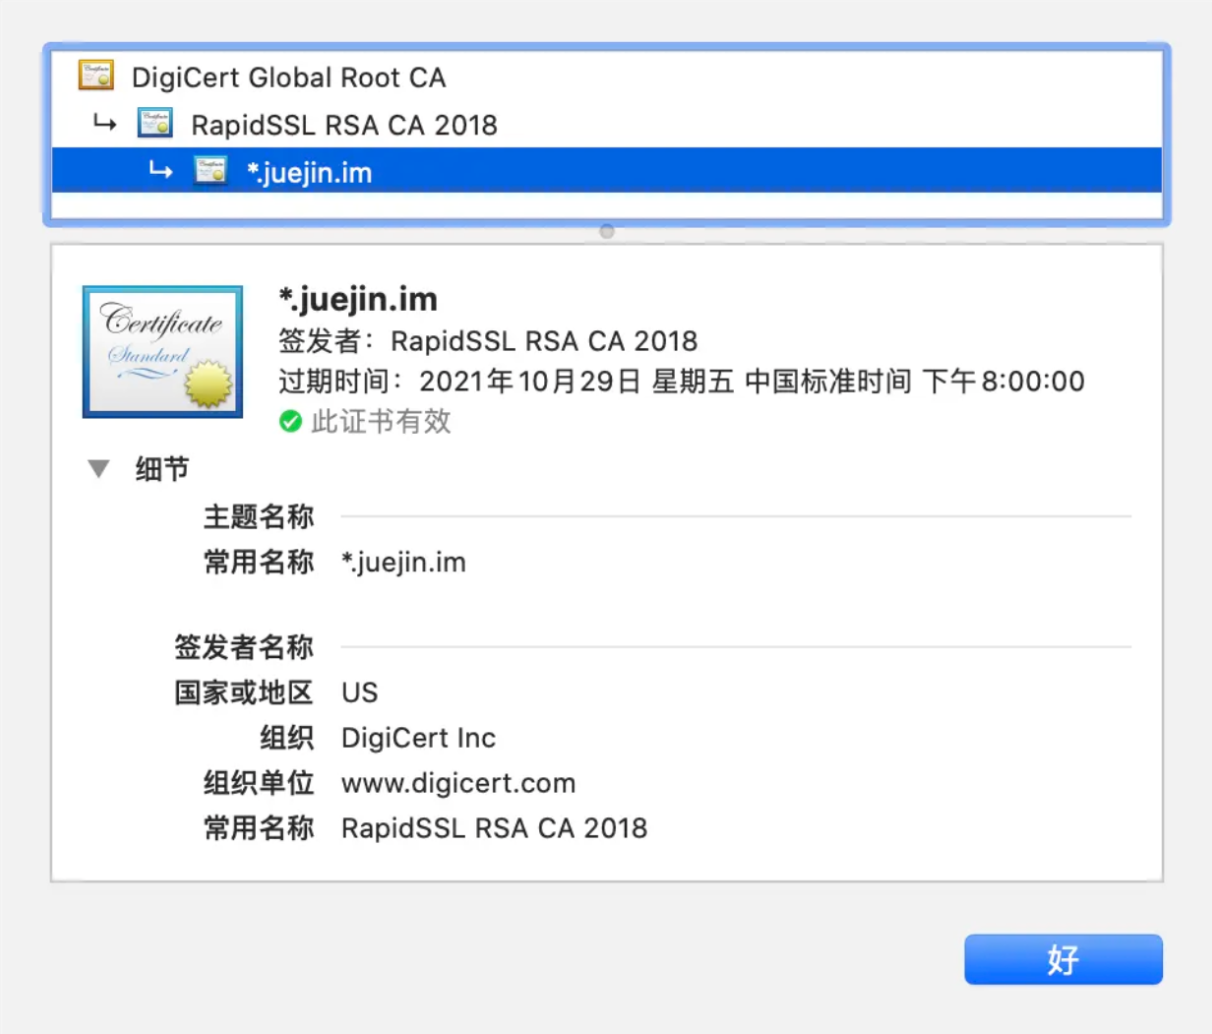 DigiCert Global Root CA
RapidSSL RSA CA 2018
*.juejin.im
Certificate
Standard
*.juejin.im
签发者：RapidSSL RSA CA 2018
过期时间：2021年10月29日 星期五 中国标准时间 下午8:00:00
此证书有效
细节
主题名称
常用名称 *.juejin.im
签发者名称
国家或地区 US
组织 DigiCert Inc
组织单位 www.digicert.com
常用名称 RapidSSL RSA CA 2018
好